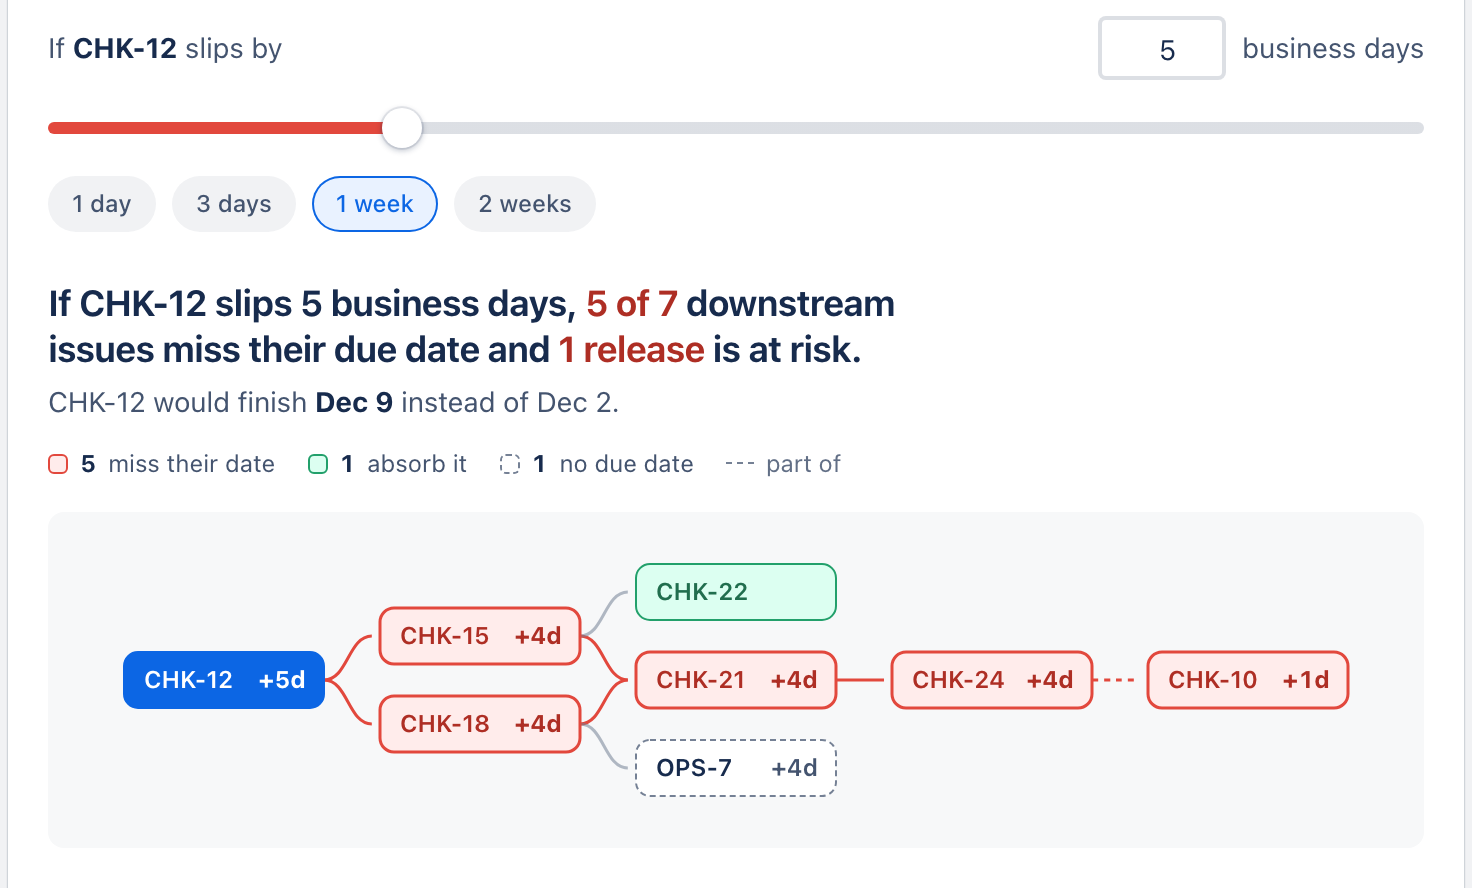 If CHK-12 slips by 5 business days
1 day 3 days 1 week 2 weeks
If CHK-12 slips 5 business days, 5 of 7 downstream
issues miss their due date and 1 release is at risk.
CHK-12 would finish Dec 9 instead of Dec 2.
5 miss their date 1 absorb it 1 no due date part of
CHK-22
CHK-15 +4d
CHK-12 +5d CHK-21 +4d CHK-24 +4d CHK-10 +1d
CHK-18 +4d
OPS-7 +4d